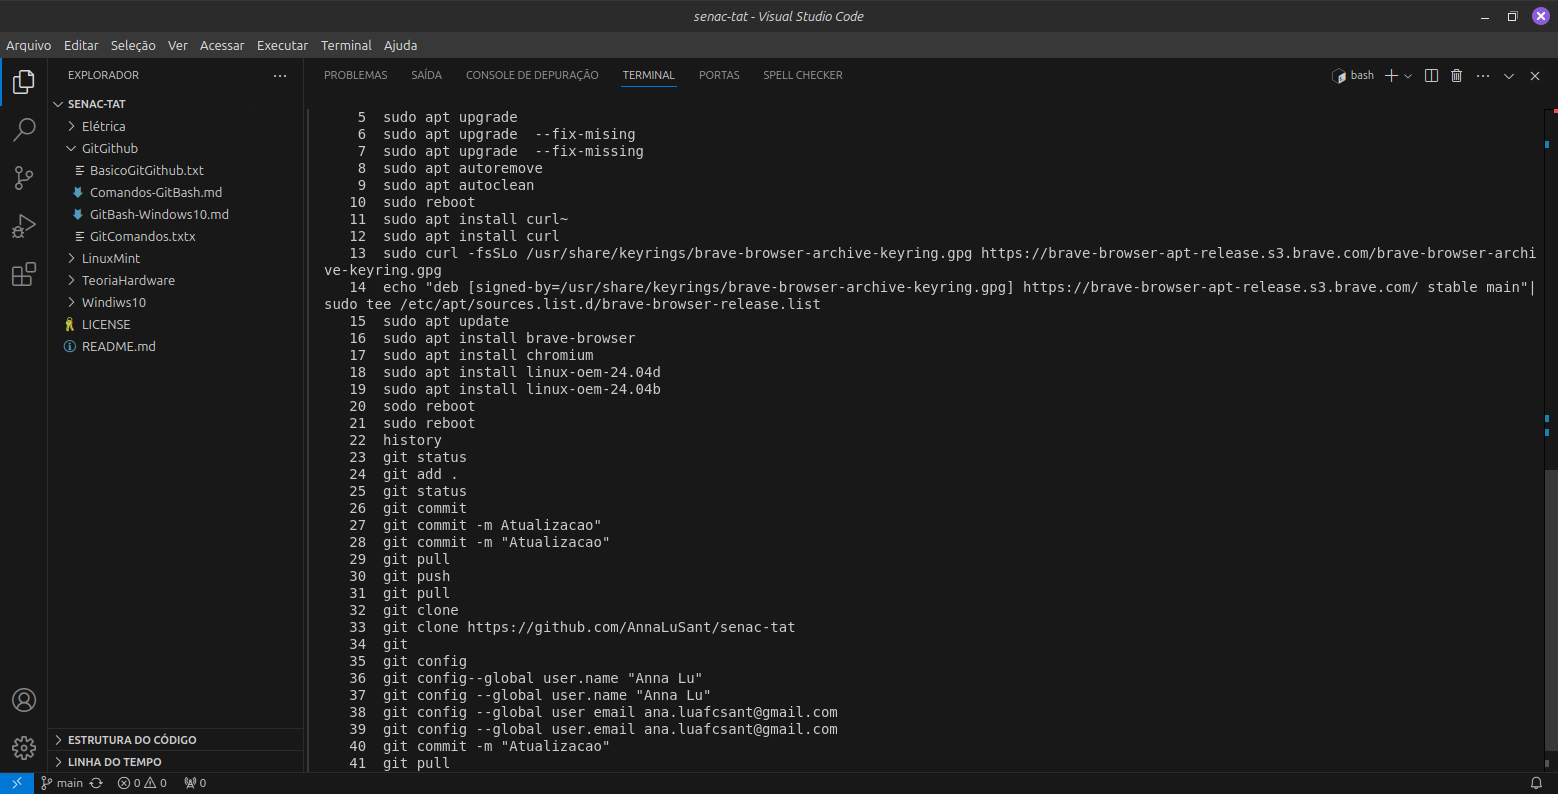 senac-tat - Visual Studio Code
Arquivo Editar Seleção Ver Acessar Executar Terminal Ajuda
EXPLORADOR
SENAC-TAT
Elétrica
GitGithub
BasicoGitGithub.txt
Comandos-GitBash.md
GitBash-Windows10.md
GitComandos.txtx
LinuxMint
TeoriaHardware
Windiws10
LICENSE
README.md
ESTRUTURA DO CÓDIGO
LINHA DO TEMPO
PROBLEMAS SAÍDA CONSOLE DE DEPURAÇÃO TERMINAL PORTAS SPELL CHECKER
bash
5 sudo apt upgrade
6 sudo apt upgrade  --fix-mising
7 sudo apt upgrade  --fix-missing
8 sudo apt autoremove
9 sudo apt autoclean
10 sudo reboot
11 sudo apt install curl~
12 sudo apt install curl
13 sudo curl -fsSLo /usr/share/keyrings/brave-browser-archive-keyring.gpg https://brave-browser-apt-release.s3.brave.com/brave-browser-archi
ve-keyring.gpg
14 echo "deb [signed-by=/usr/share/keyrings/brave-browser-archive-keyring.gpg] https://brave-browser-apt-release.s3.brave.com/ stable main"|
sudo tee /etc/apt/sources.list.d/brave-browser-release.list
15 sudo apt update
16 sudo apt install brave-browser
17 sudo apt install chromium
18 sudo apt install linux-oem-24.04d
19 sudo apt install linux-oem-24.04b
20 sodo reboot
21 sudo reboot
22 history
23 git status
24 git add .
25 git status
26 git commit
27 git commit -m Atualizacao"
28 git commit -m "Atualizacao"
29 git pull
30 git push
31 git pull
32 git clone
33 git clone https://github.com/AnnaLuSant/senac-tat
34 git
35 git config
36 git config--global user.name "Anna Lu"
37 git config --global user.name "Anna Lu"
38 git config --global user email ana.luafcsant@gmail.com
39 git config --global user.email ana.luafcsant@gmail.com
40 git commit -m "Atualizacao"
41 git pull
main 0 0 0